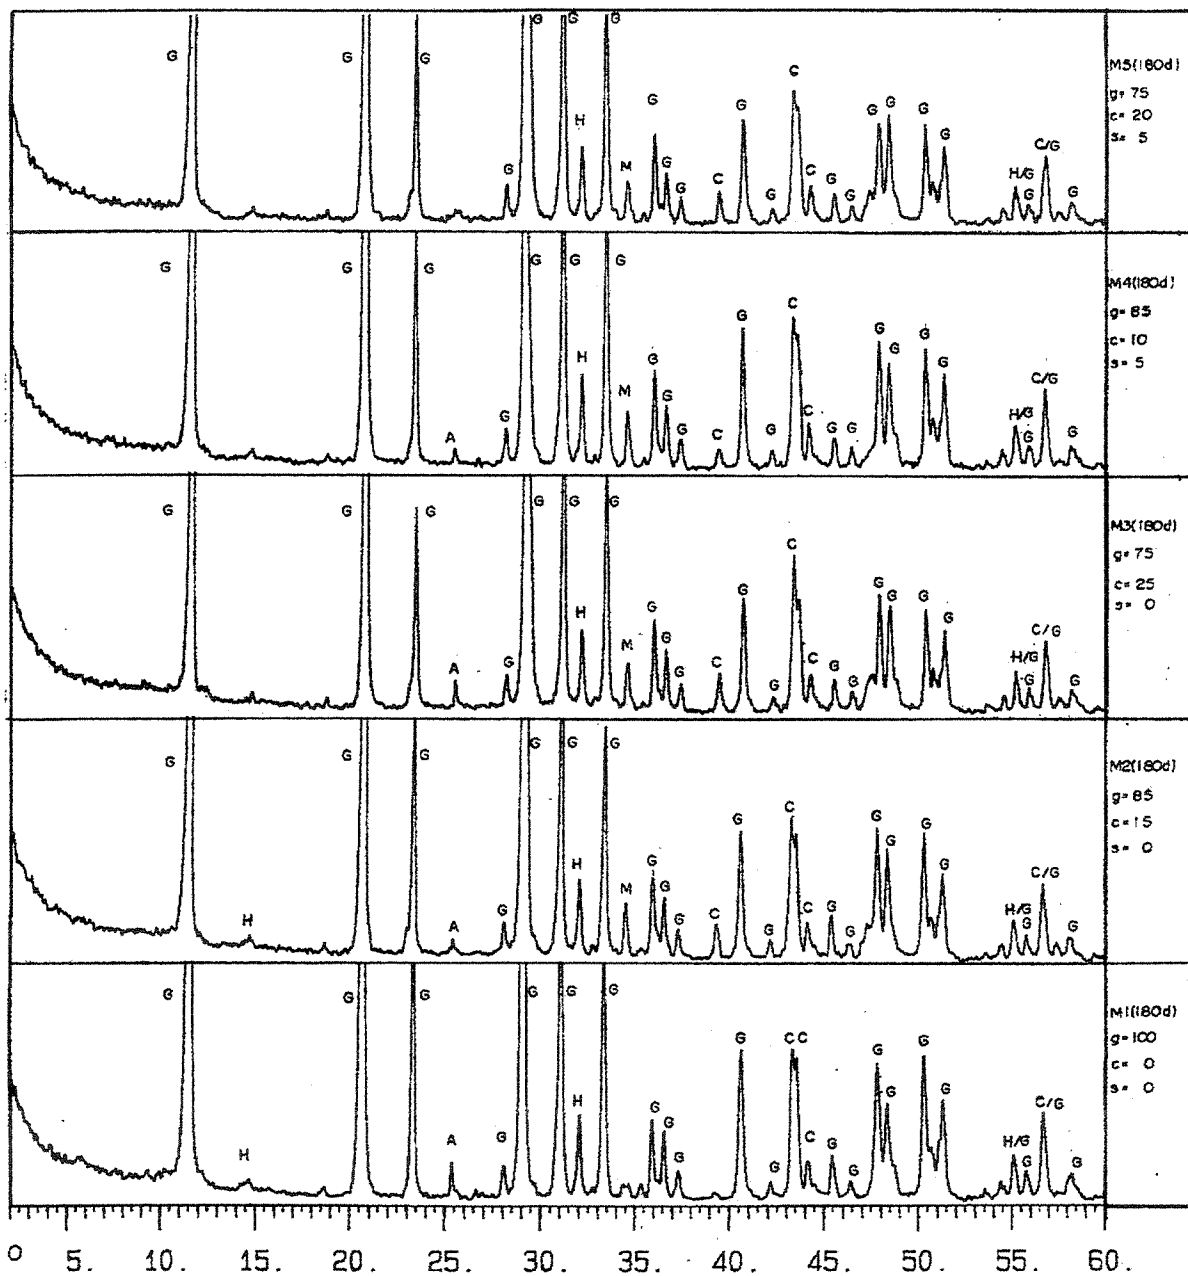 G G G
G G G
M5(180d)
g= 75
c= 20
s= 5
C
G G G G G
H G
M G G G C C G G H/G G C/G G
G G G G G G
M4(180d)
g= 85
c= 10
s= 5
C
H G G G G
M G G C/G
A G G C G C G G H/G G G
G G G G G G
M3(180d)
g= 75
c= 25
s= 0
C
H G G G G G G
M G C/G
A G G C G C G G H/G G G
G G G G G G
M2(180d)
g= 85
c= 15
s= 0
C
H G G G G G G
M G C/G
H A G G C G C G G H/G G G
G G G G G G
M1(180d)
g= 100
c= 0
s= 0
G C C G G
H G G G G C/G
H A G G G C G G H/G G G
0 5. 10. 15. 20. 25. 30. 35. 40. 45. 50. 55. 60.